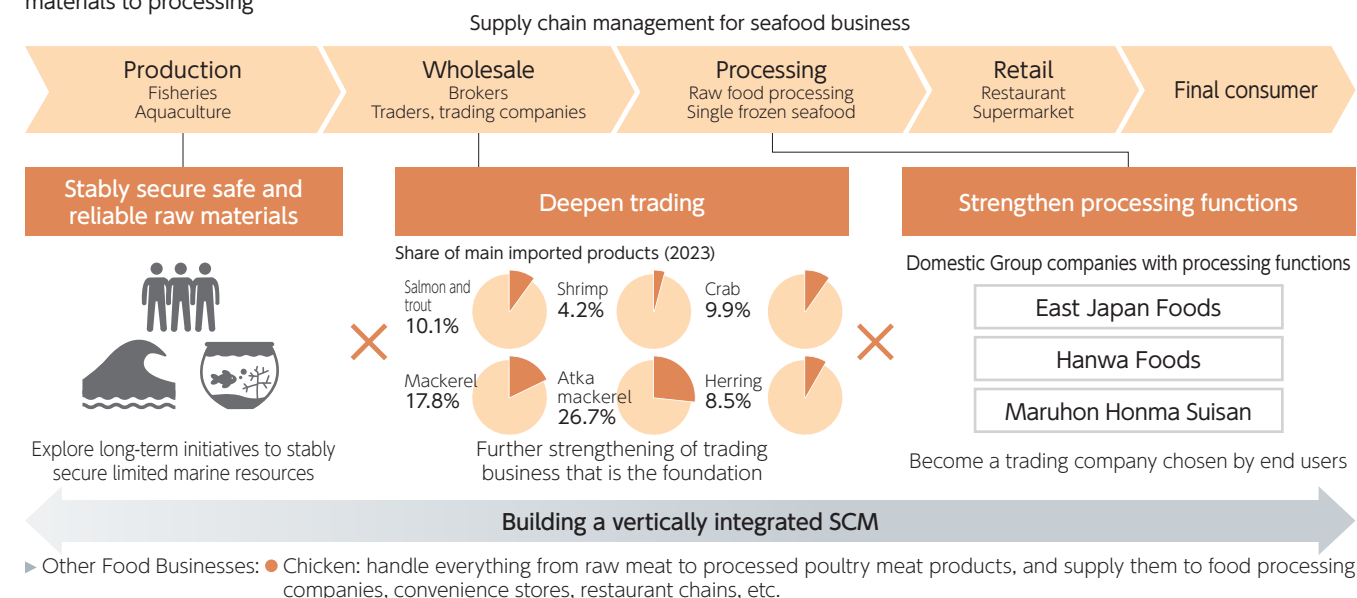 materials to processing
Supply chain management for seafood business
Production
Fisheries
Aquaculture
Wholesale
Brokers
Traders, trading companies
Processing
Raw food processing
Single frozen seafood
Retail
Restaurant
Supermarket
Final consumer
Stably secure safe and
reliable raw materials
Explore long-term initiatives to stably
secure limited marine resources
Deepen trading
Share of main imported products (2023)
Salmon and
trout
10.1%
Shrimp
4.2%
Crab
9.9%
Mackerel
17.8%
Atka
mackerel
26.7%
Herring
8.5%
Further strengthening of trading
business that is the foundation
Strengthen processing functions
Domestic Group companies with processing functions
East Japan Foods
Hanwa Foods
Maruhon Honma Suisan
Become a trading company chosen by end users
Building a vertically integrated SCM
▶ Other Food Businesses: ● Chicken: handle everything from raw meat to processed poultry meat products, and supply them to food processing
companies, convenience stores, restaurant chains, etc.